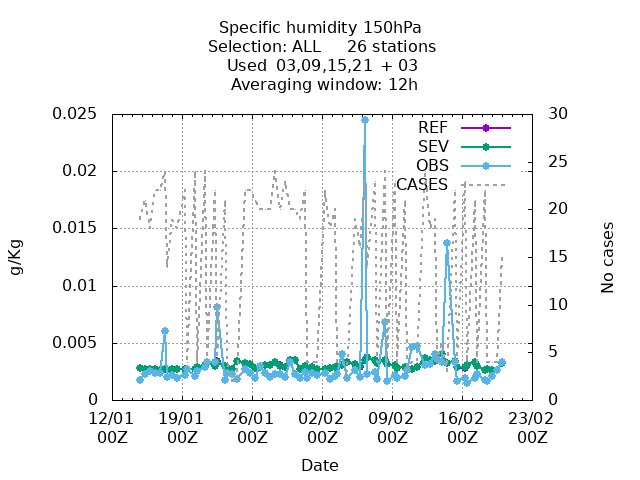 Specific humidity 150hPa
Selection: ALL 26 stations
Used 03,09,15,21 + 03
Averaging window: 12h
0.025
0.02
0.015
0.01
0.005
0
30
25
20
15
10
5
0
REF
SEV
OBS
CASES
g/Kg
No cases
12/01 19/01 26/01 02/02 09/02 16/02 23/02
00Z 00Z 00Z 00Z 00Z 00Z 00Z
Date